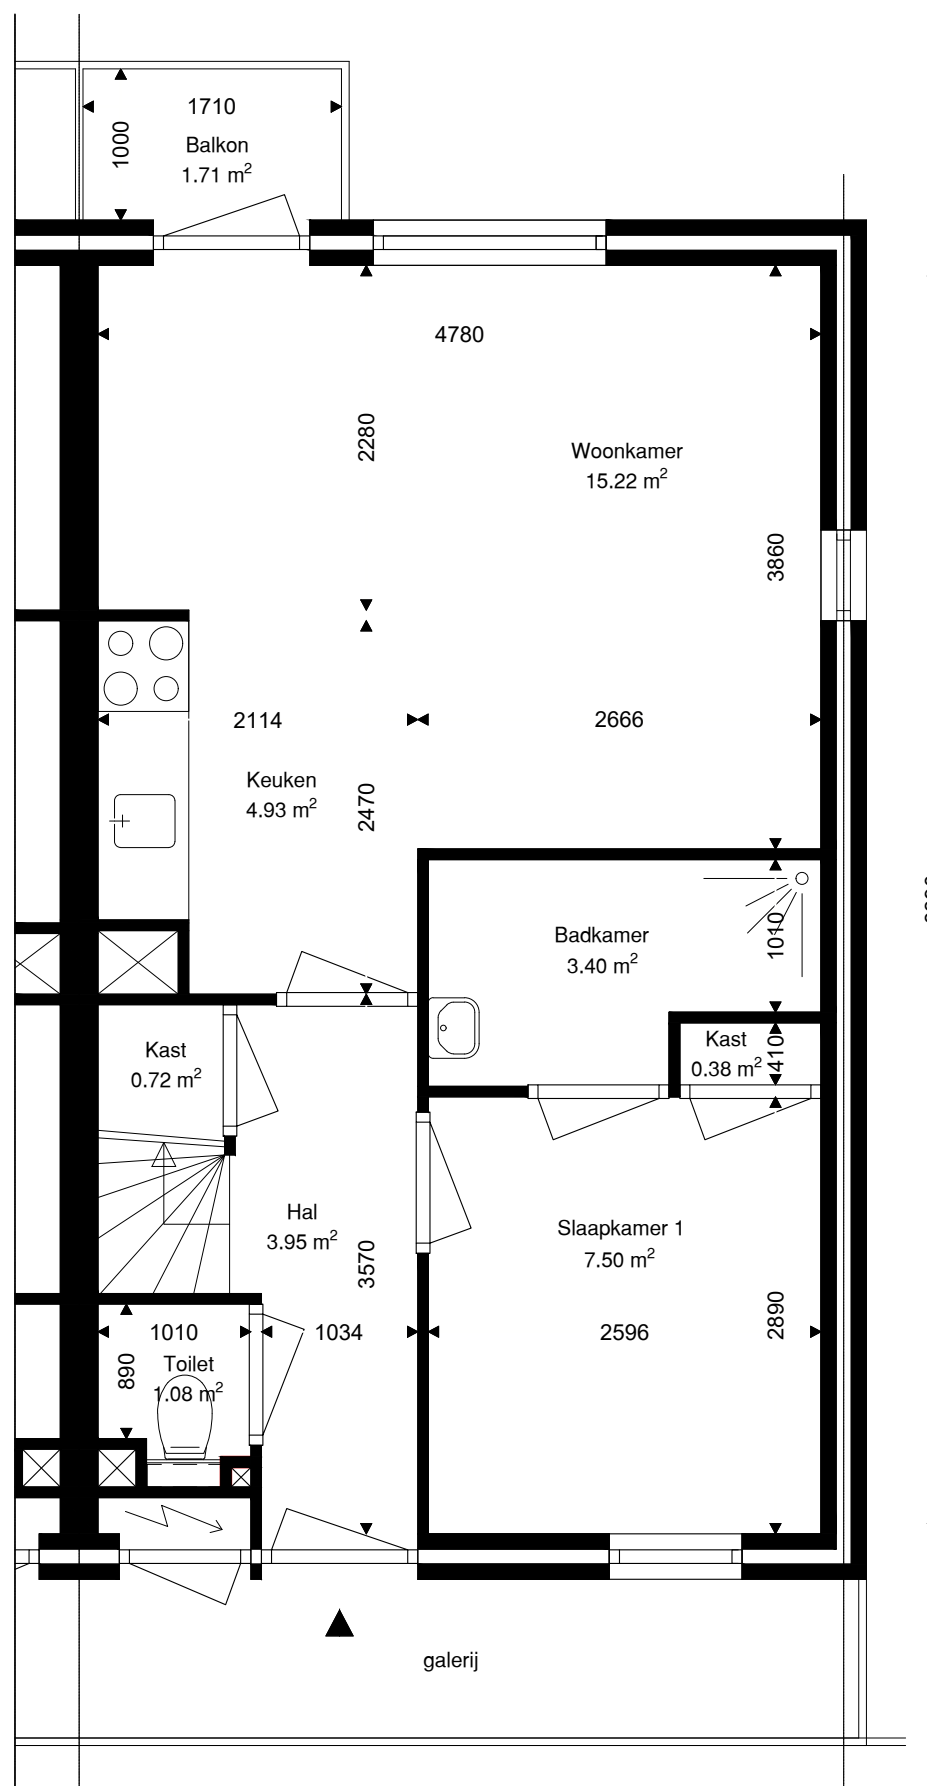 1710
1000
Balkon
1.71 m²
4780
2280
Woonkamer
15.22 m²
3860
2114
2666
Keuken
4.93 m²
2470
Badkamer
3.40 m²
1010
Kast
0.38 m²
410
Kast
0.72 m²
Hal
3.95 m²
3570
Slaapkamer 1
7.50 m²
2890
1010
1034
2596
890
Toilet
1.08 m²
galerij